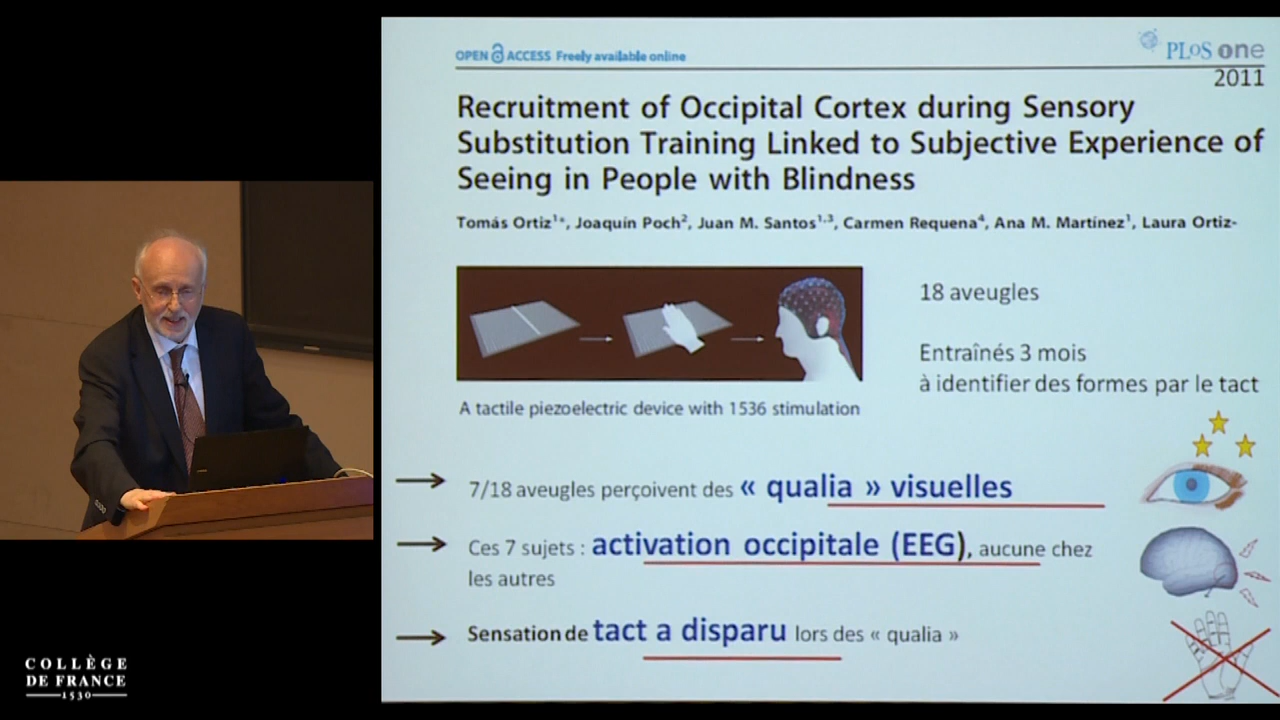 OPEN ACCESS Freely available online
PLoS one
2011
Recruitment of Occipital Cortex during Sensory
Substitution Training Linked to Subjective Experience of
Seeing in People with Blindness
Tomás Ortiz1*, Joaquín Poch2, Juan M. Santos1,3, Carmen Requena4, Ana M. Martínez1, Laura Ortiz-
18 aveugles
Entraînés 3 mois
à identifier des formes par le tact
A tactile piezoelectric device with 1536 stimulation
7/18 aveugles perçoivent des « qualia » visuelles
Ces 7 sujets : activation occipitale (EEG), aucune chez
les autres
Sensation de tact a disparu lors des « qualia »
COLLÈGE
DE FRANCE
1530